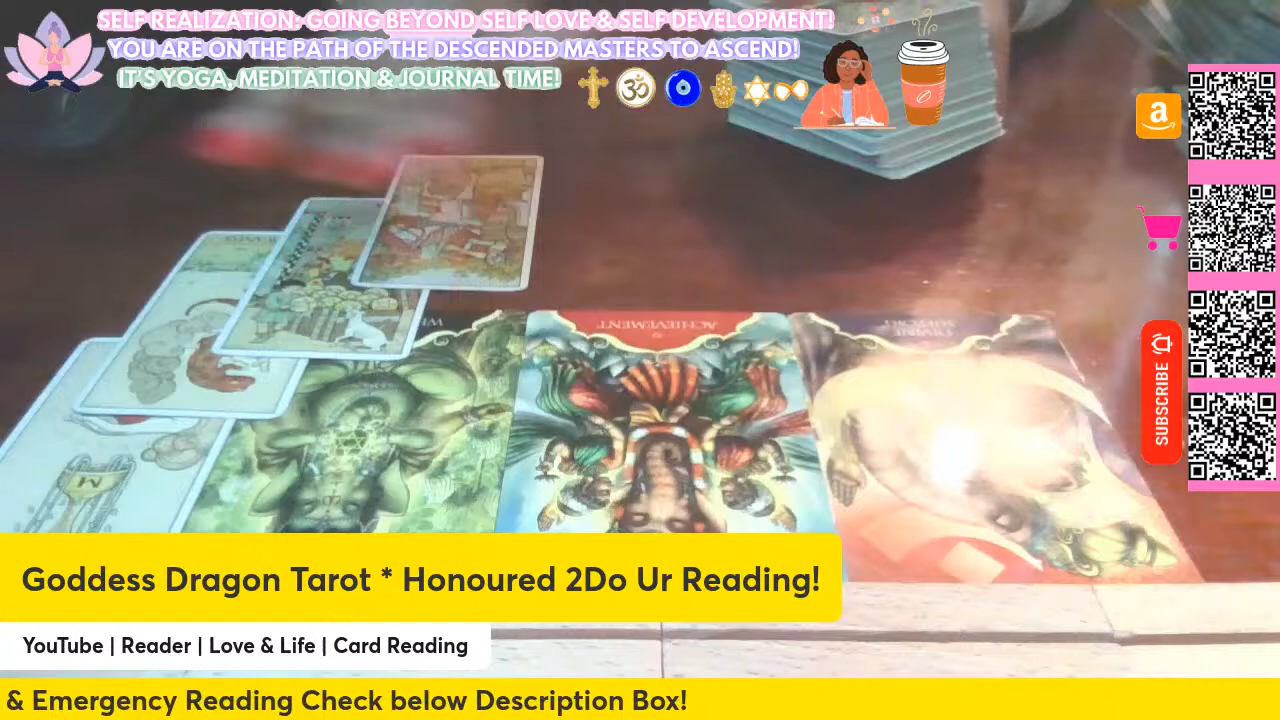 SELF REALIZATION: GOING BEYOND SELF LOVE & SELF DEVELOPMENT!
YOU ARE ON THE PATH OF THE DESCENDED MASTERS TO ASCEND!
IT'S YOGA, MEDITATION & JOURNAL TIME!
ॐ
a
SUBSCRIBE
ACHIEVEMENT
DIVINE
SUPPORT
M
Goddess Dragon Tarot * Honoured 2Do Ur Reading!
YouTube | Reader | Love & Life | Card Reading
& Emergency Reading Check below Description Box!